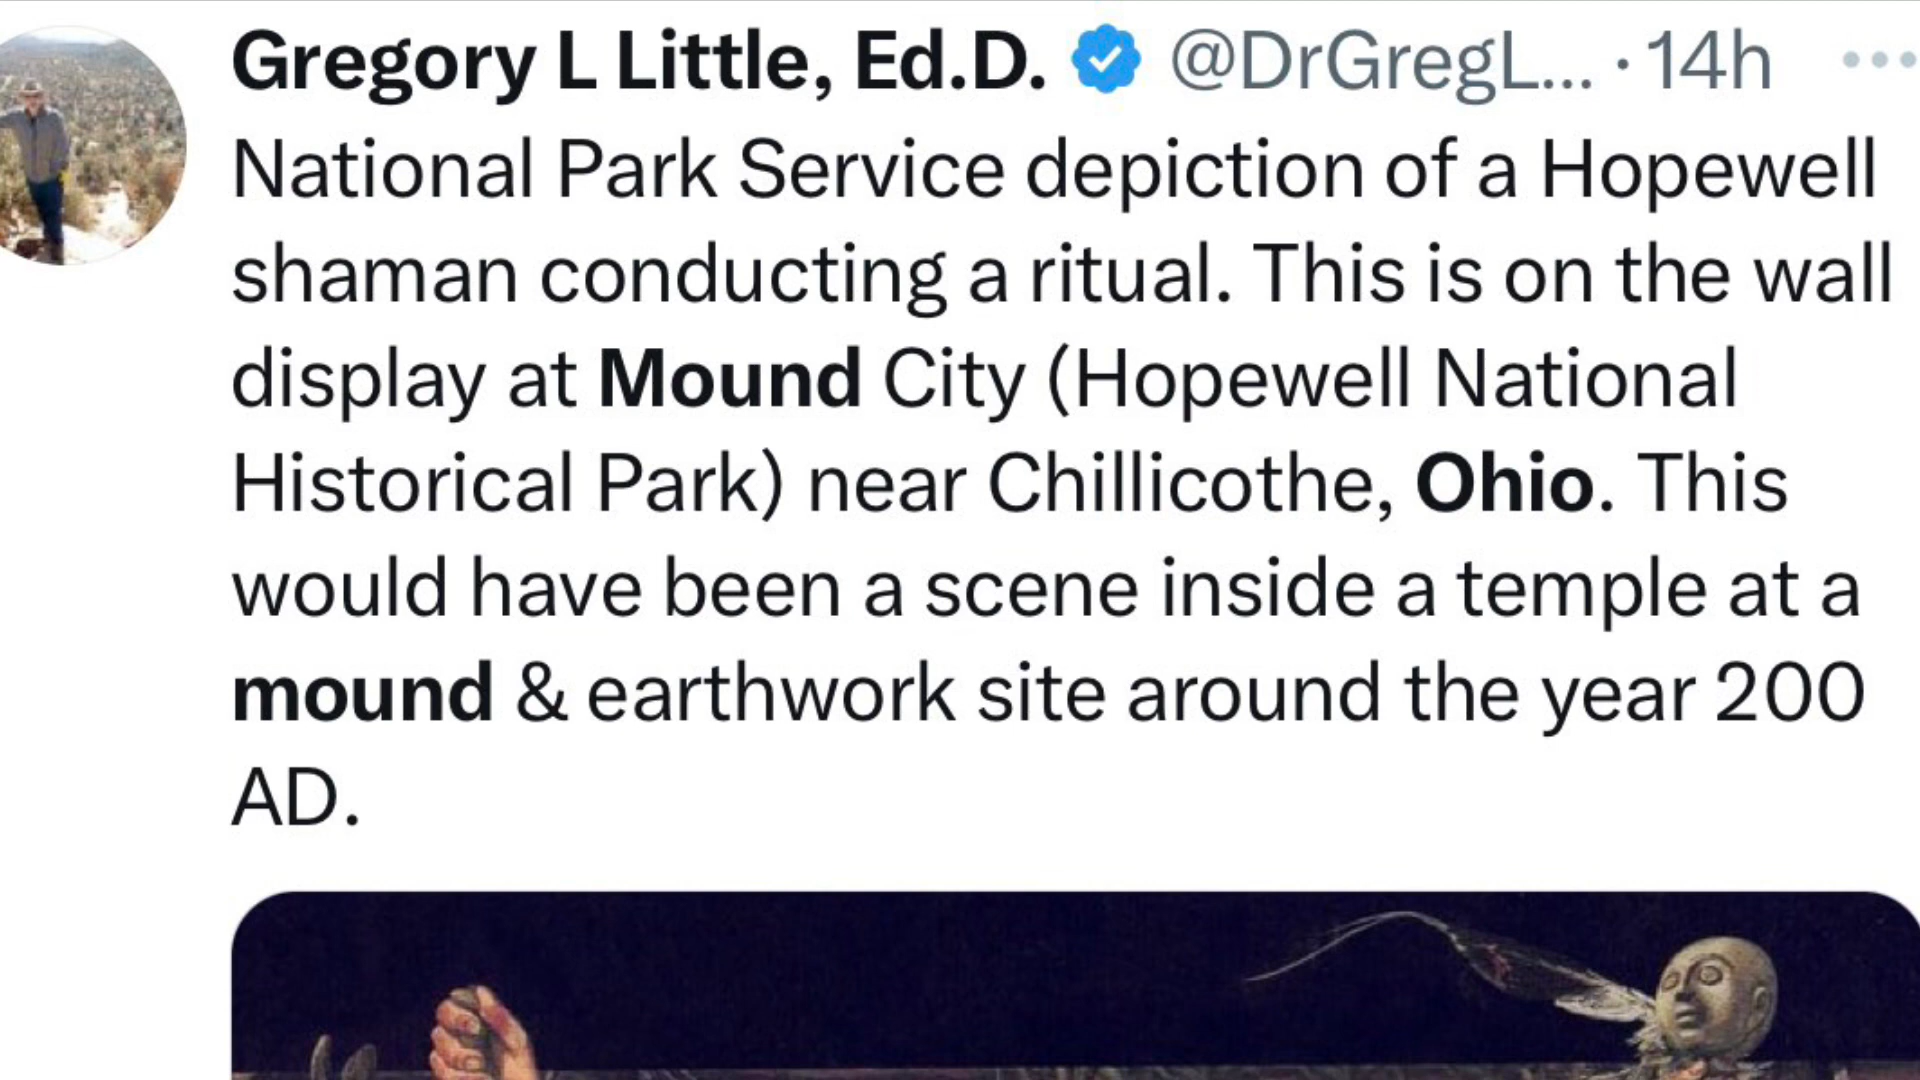 Gregory L Little, Ed.D. @DrGregL... · 14h
National Park Service depiction of a Hopewell
shaman conducting a ritual. This is on the wall
display at Mound City (Hopewell National
Historical Park) near Chillicothe, Ohio. This
would have been a scene inside a temple at a
mound & earthwork site around the year 200
AD.